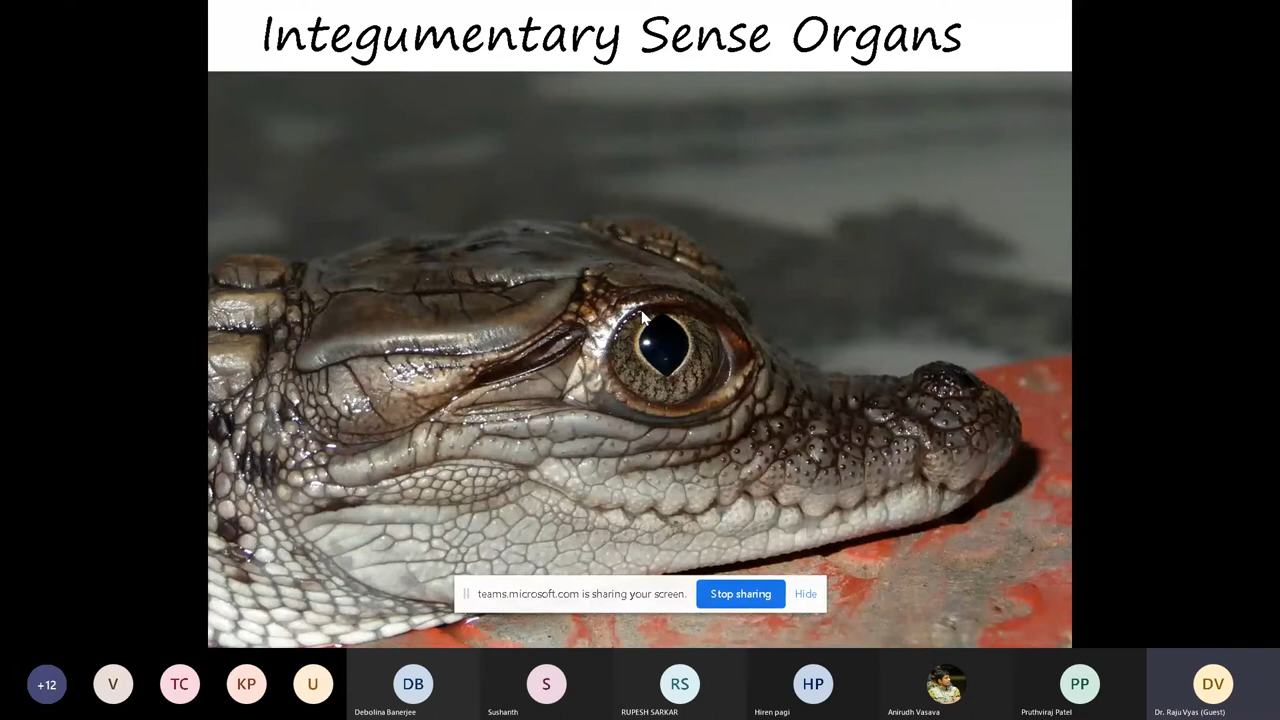 Integumentary Sense Organs
teams.microsoft.com is sharing your screen. Stop sharing Hide
+12 V TC KP U DB S RS HP PP DV
Debolina Banerjee Sushanth RUPESH SARKAR Hiren pagi Anirudh Vasava Pruthviraj Patel Dr. Raju Vyas (Guest)